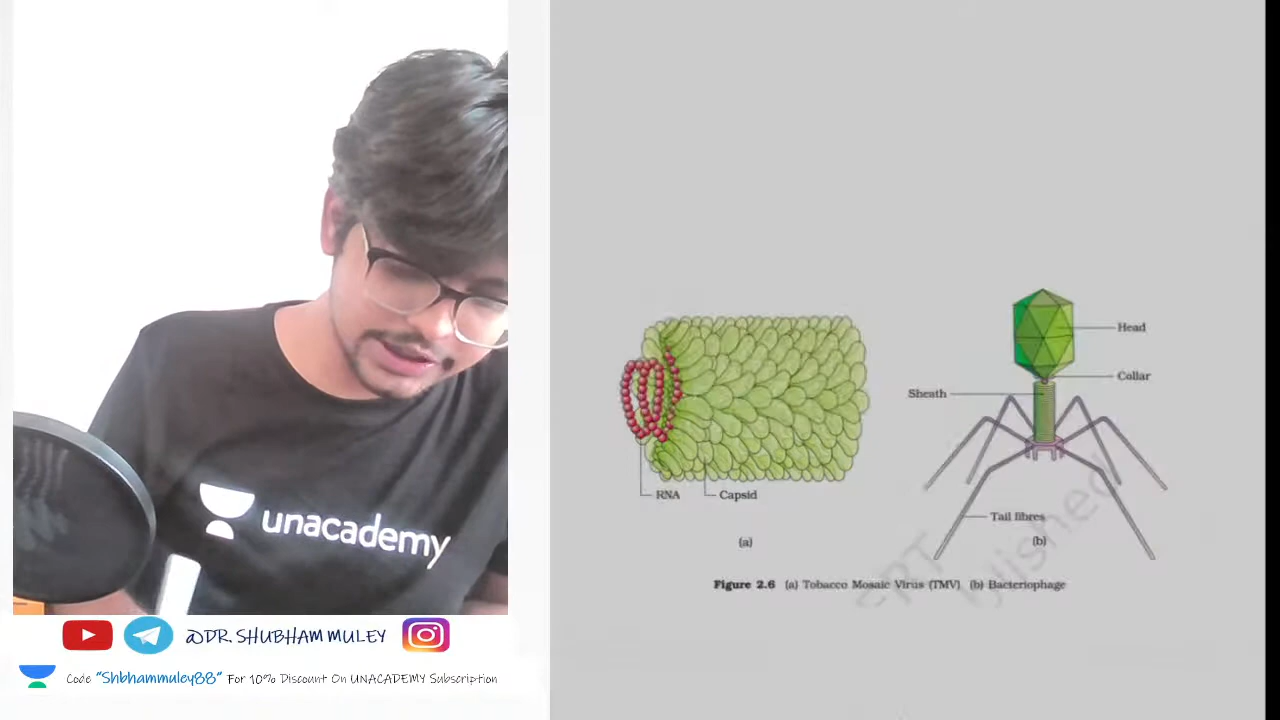 unacademy
@DR. SHUBHAM MULEY
Code "Shbhammuley88" For 10% Discount On UNACADEMY Subscription
Head
Collar
Sheath
RNA
Capsid
Tail fibres
(a)
(b)
Figure 2.6 (a) Tobacco Mosaic Virus (TMV) (b) Bacteriophage